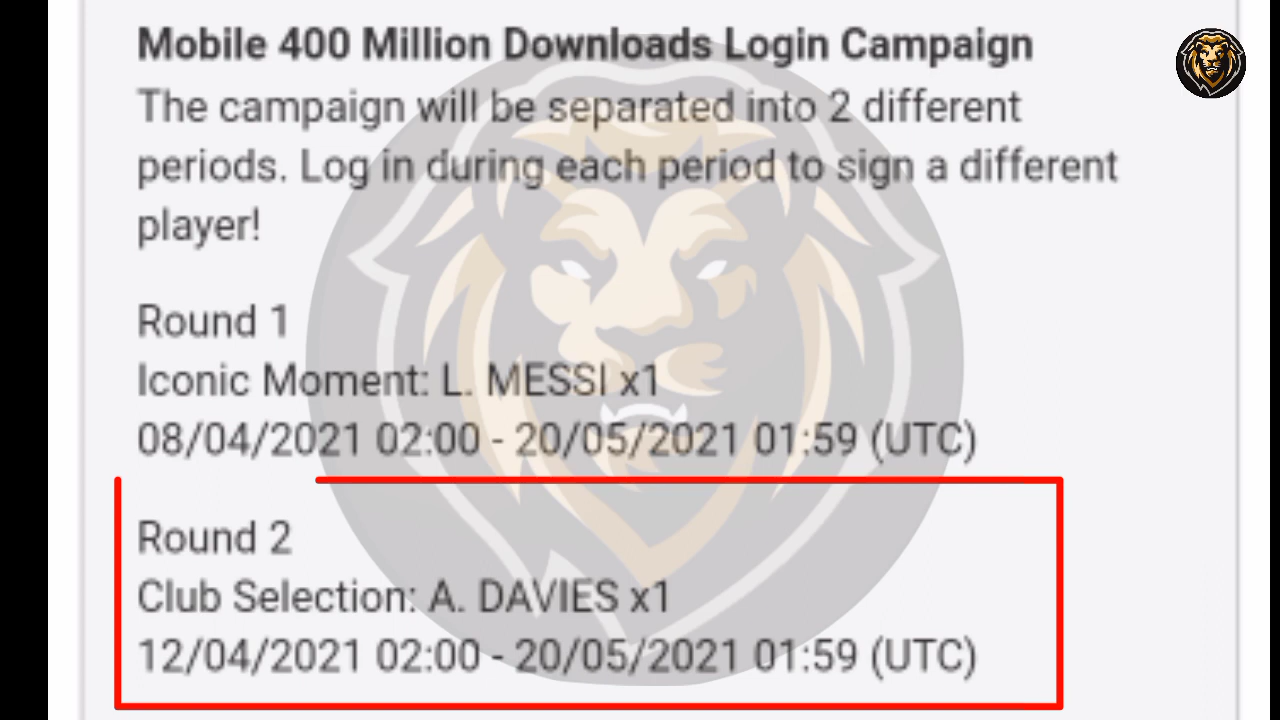 Mobile 400 Million Downloads Login Campaign
The campaign will be separated into 2 different
periods. Log in during each period to sign a different
player!
Round 1
Iconic Moment: L. MESSI x1
08/04/2021 02:00 - 20/05/2021 01:59 (UTC)
Round 2
Club Selection: A. DAVIES x1
12/04/2021 02:00 - 20/05/2021 01:59 (UTC)